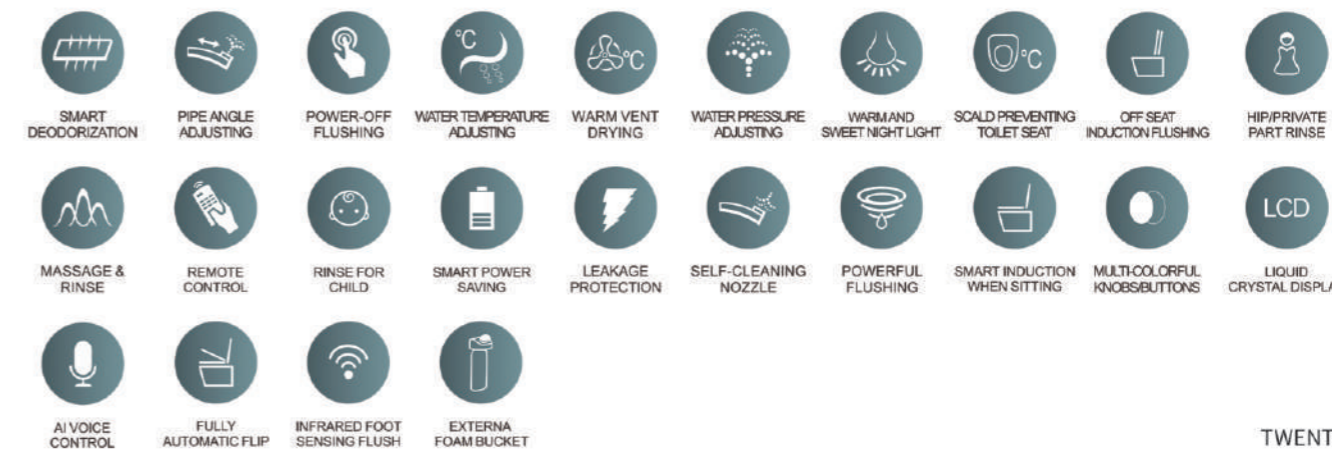 °C
°C
°C
SMART
DEODORIZATION
PIPE ANGLE
ADJUSTING
POWER-OFF
FLUSHING
WATER TEMPERATURE
ADJUSTING
WARM VENT
DRYING
WATER PRESSURE
ADJUSTING
WARM AND
SWEET NIGHT LIGHT
SCALD PREVENTING
TOILET SEAT
OFF SEAT
INDUCTION FLUSHING
HIP/PRIVATE
PART RINSE
LCD
MASSAGE &
RINSE
REMOTE
CONTROL
RINSE FOR
CHILD
SMART POWER
SAVING
LEAKAGE
PROTECTION
SELF-CLEANING
NOZZLE
POWERFUL
FLUSHING
SMART INDUCTION
WHEN SITTING
MULTI-COLORFUL
KNOBS/BUTTONS
LIQUID
CRYSTAL DISPLA
AI VOICE
CONTROL
FULLY
AUTOMATIC FLIP
INFRARED FOOT
SENSING FLUSH
EXTERNA
FOAM BUCKET
TWENT